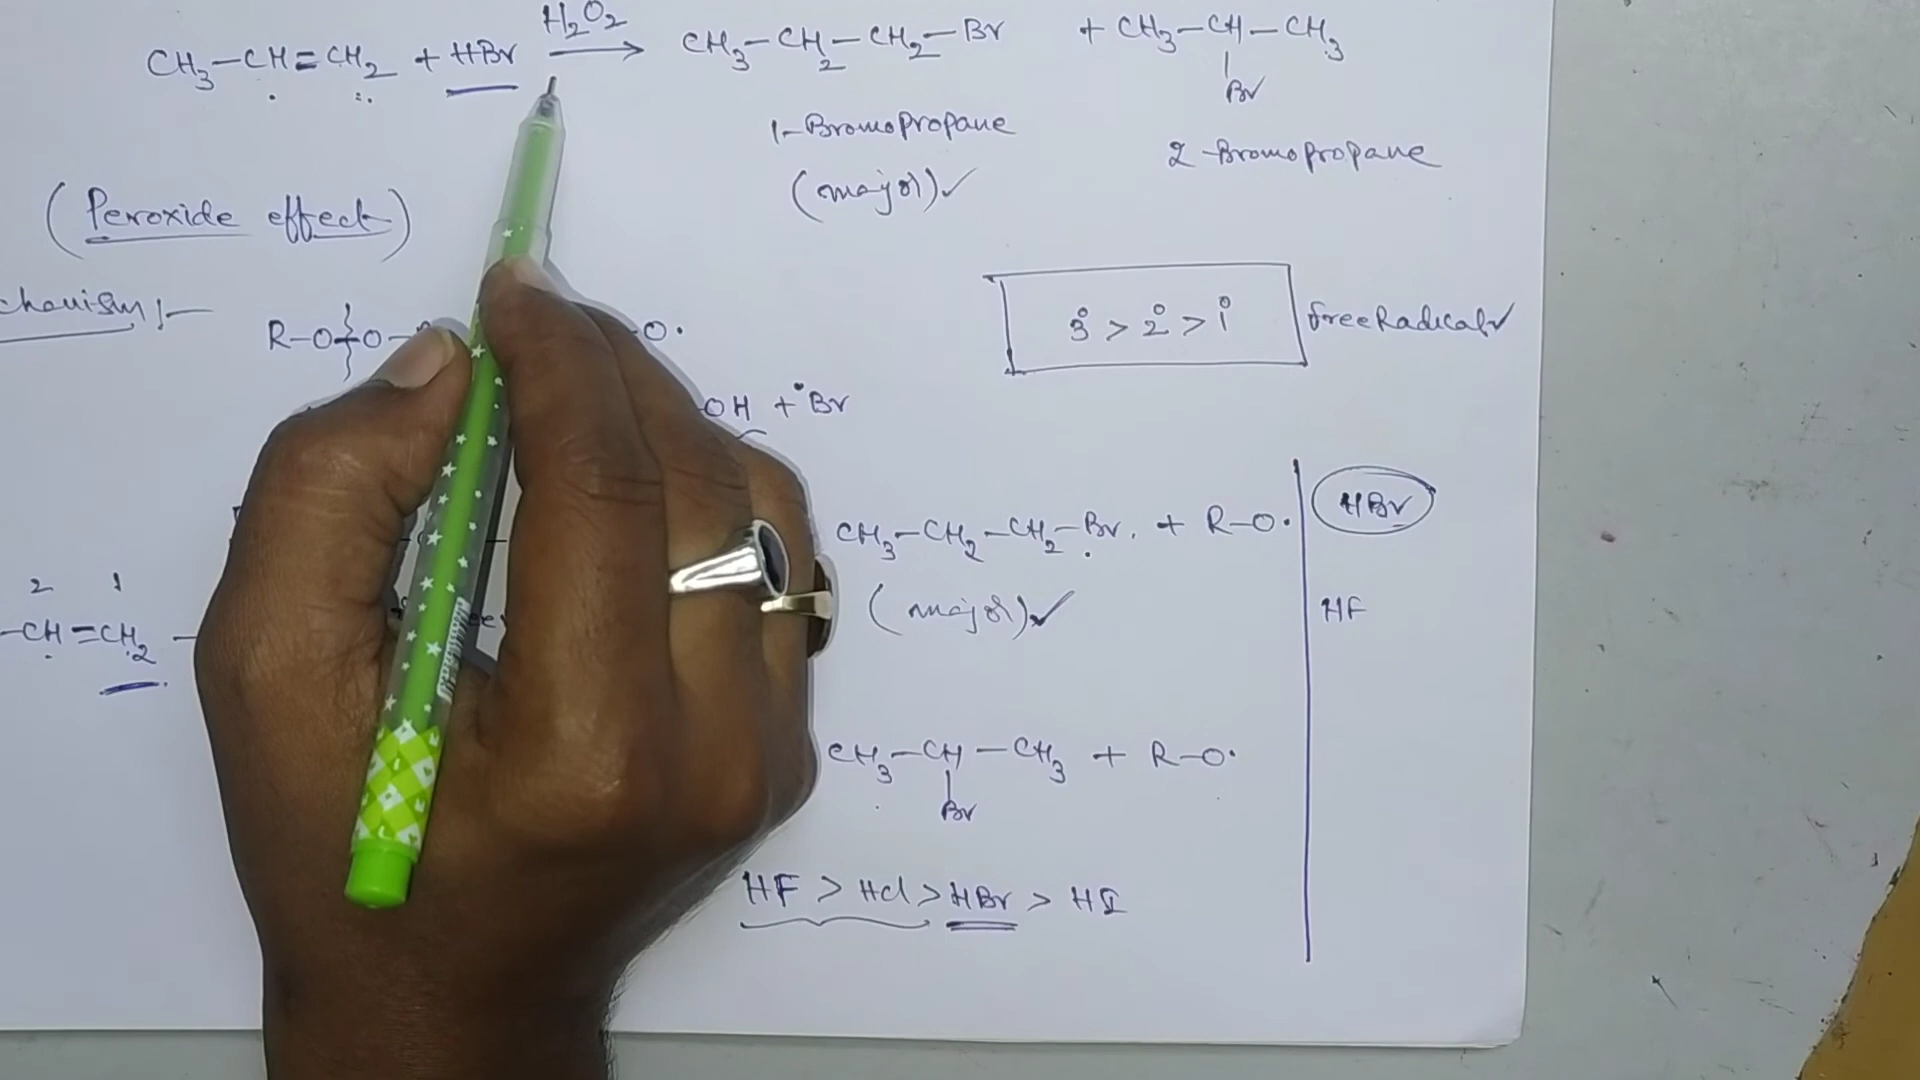 H2O2
CH3-CH=CH2 + HBr ⟶ CH3-CH2-CH2-Br + CH3-CH-CH3
Br
1-Bromopropane
2-Bromopropane
(major)✓
(Peroxide effect)
chanism:-
R-O-O-
-O•
3° > 2° > 1° free Radical✓
OH + •Br
HBr
CH3-CH2-CH2-Br. + R-O•
2 1
-CH=CH2-
(major)✓
HF
CH3-CH-CH3 + R-O•
Br
HF > HCl > HBr > HI